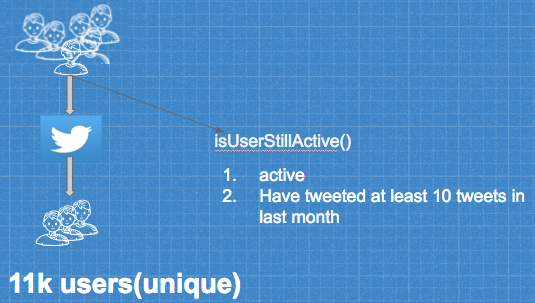 isUserStillActive()
1. active
2. Have tweeted at least 10 tweets in
last month
11k users(unique)